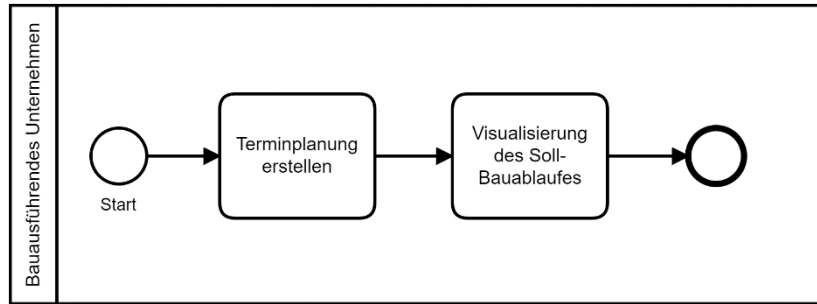 Bauausführendes Unternehmen
Start
Terminplanung
erstellen
Visualisierung
des Soll-
Bauablaufes